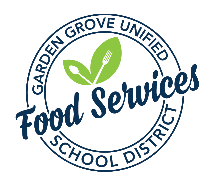 GARDEN GROVE UNIFIED
Food Services
SCHOOL DISTRICT